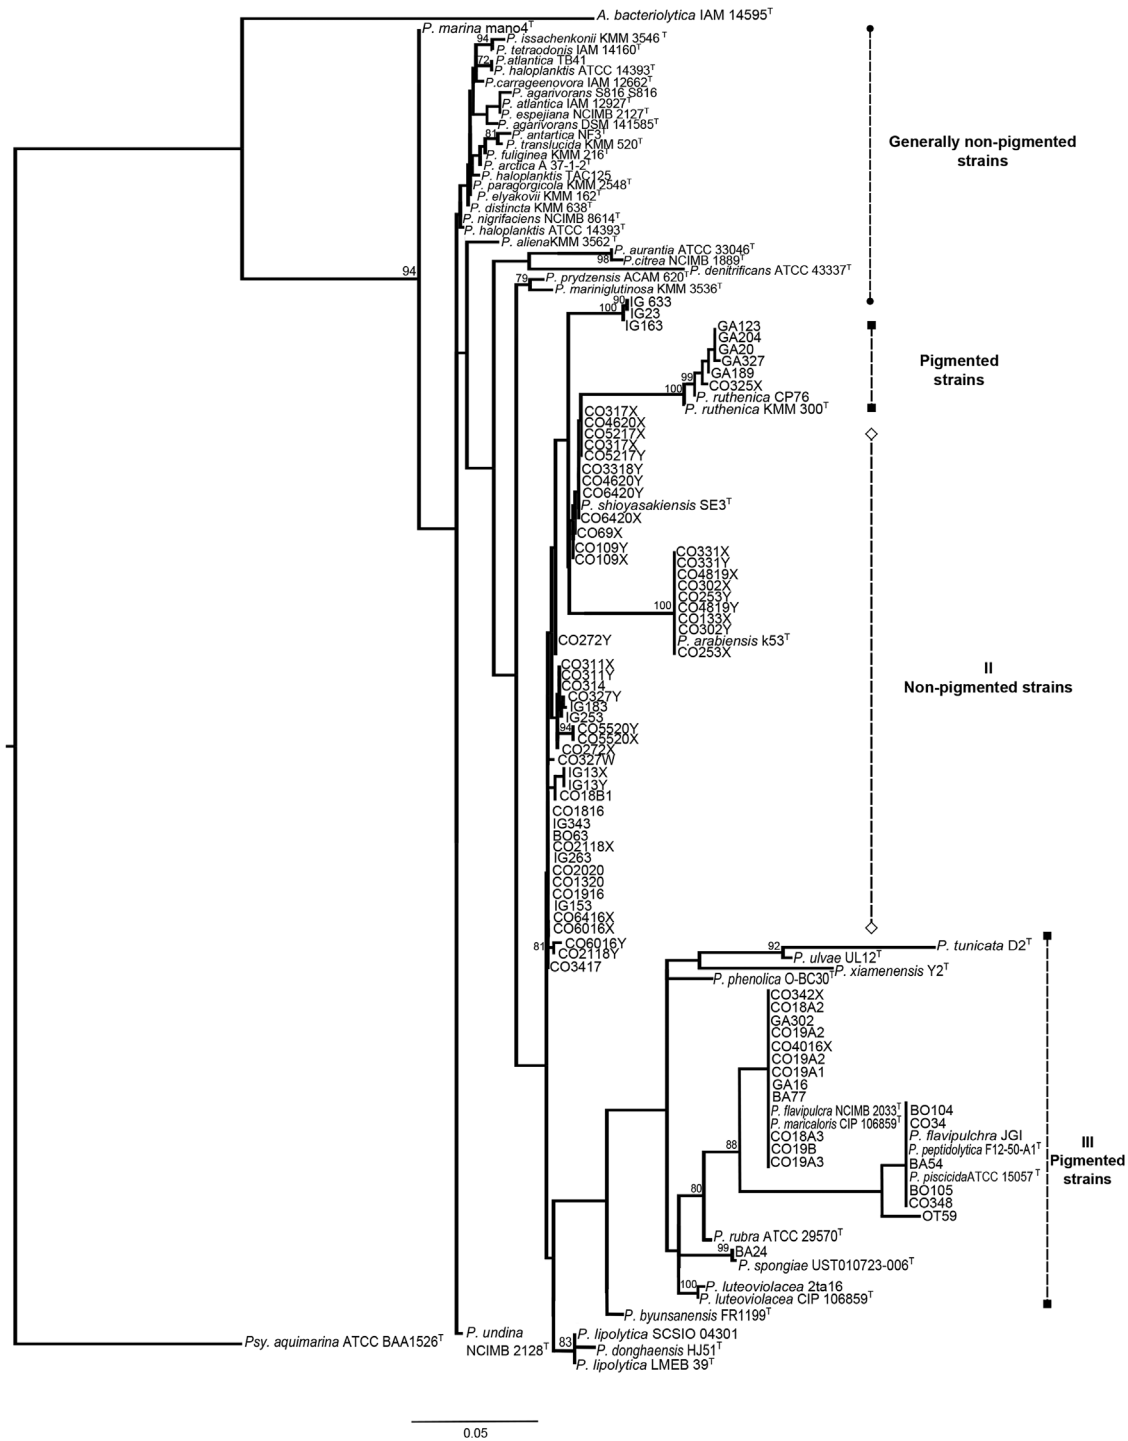 A. bacteriolytica IAM 14595T
P. marina mano4T
94
P. issachenkonii KMM 3546 T
P. tetraodonis IAM 14160T
72
P.atlantica TB41
P. haloplanktis ATCC 14393T
P.carrageenovora IAM 12662T
P. agarivorans S816 S816
P. atlantica IAM 12927T
P. espejiana NCIMB 2127T
P. agarivorans DSM 141585T
81
P. antartica NF3T
P. translucida KMM 520T
P. fuliginea KMM 216T
P. arctica A 37-1-2T
P. haloplanktis TAC125
P. paragorgicola KMM 2548T
P. elyakovii KMM 162T
P. distincta KMM 638T
P. nigrifaciens NCIMB 8614T
P. haloplanktis ATCC 14393T
P. alienaKMM 3562 T
Generally non-pigmented
strains
P. aurantia ATCC 33046T
98
P.citrea NCIMB 1889T
P. denitrificans ATCC 43337T
94
79
P. prydzensis ACAM 620T
P. mariniglutinosa KMM 3536T
90
IG 633
100
IG23
IG163
GA123
GA204
GA20
GA327
GA189
99
CO325X
100
P. ruthenica CP76
P. ruthenica KMM 300T
Pigmented
strains
CO317X
CO4620X
CO5217X
CO317X
CO5217Y
CO3318Y
CO4620Y
CO6420Y
P. shioyasakiensis SE3T
CO6420X
CO69X
CO109Y
CO109X
CO331X
CO331Y
CO4819X
CO302X
CO253Y
100
CO4819Y
CO133X
CO302Y
P. arabiensis k53T
CO253X
CO272Y
II
Non-pigmented strains
CO311X
CO311Y
CO314
CO327Y
IG183
IG253
94
CO5520Y
CO5520X
CO272X
CO327W
IG13X
IG13Y
CO18B1
CO1816
IG343
BO63
CO2118X
IG263
CO2020
CO1320
CO1916
IG153
CO6416X
CO6016X
81
CO6016Y
CO2118Y
CO3417
92
P. tunicata D2T
P. ulvae UL12T
P. xiamenensis Y2T
P. phenolica O-BC30T
CO342X
CO18A2
GA302
CO19A2
CO4016X
CO19A2
CO19A1
GA16
BA77
P. flavipulcra NCIMB 2033T
P. maricaloris CIP 106859T
CO18A3
CO19B
CO19A3
88
BO104
CO34
P. flavipulchra JGI
P. peptidolytica F12-50-A1T
BA54
P. piscicidaATCC 15057 T
BO105
CO348
OT59
III
Pigmented
strains
80
P. rubra ATCC 29570T
99
BA24
P. spongiae UST010723-006T
100
P. luteoviolacea 2ta16
P. luteoviolacea CIP 106859T
P. byunsanensis FR1199T
Psy. aquimarina ATCC BAA1526T
P. undina
NCIMB 2128T
83
P. lipolytica SCSIO 04301
P. donghaensis HJ51T
P. lipolytica LMEB 39T
0.05